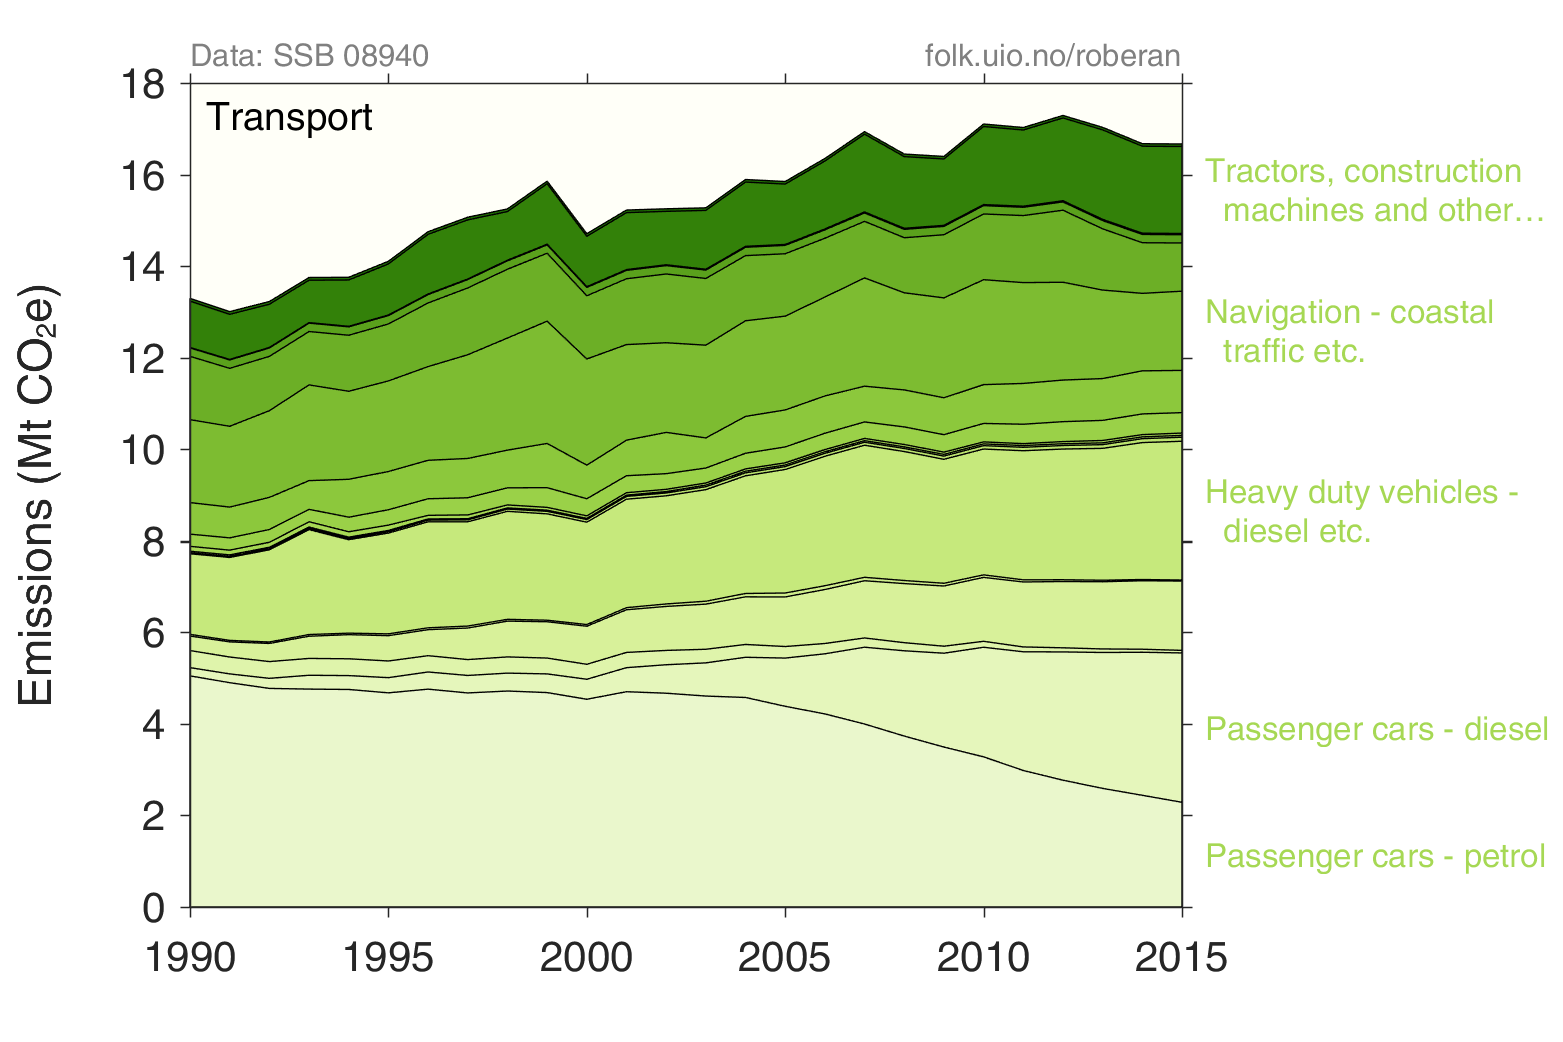 Data: SSB 08940
folk.uio.no/roberan
Transport
Emissions (Mt CO₂e)
18
16
14
12
10
8
6
4
2
0
1990
1995
2000
2005
2010
2015
Tractors, construction
machines and other…
Navigation - coastal
traffic etc.
Heavy duty vehicles -
diesel etc.
Passenger cars - diesel
Passenger cars - petrol